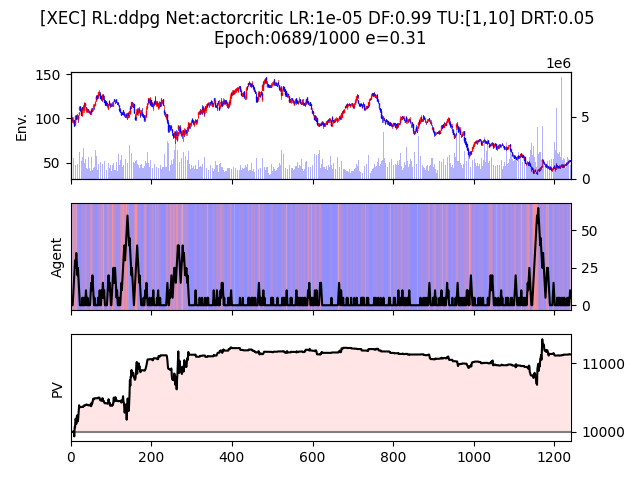 [XEC] RL:ddpg Net:actorcritic LR:1e-05 DF:0.99 TU:[1,10] DRT:0.05
Epoch:0689/1000 e=0.31
1e6
150
100
50
Env.
5
0
Agent
50
25
0
PV
11000
10000
0 200 400 600 800 1000 1200